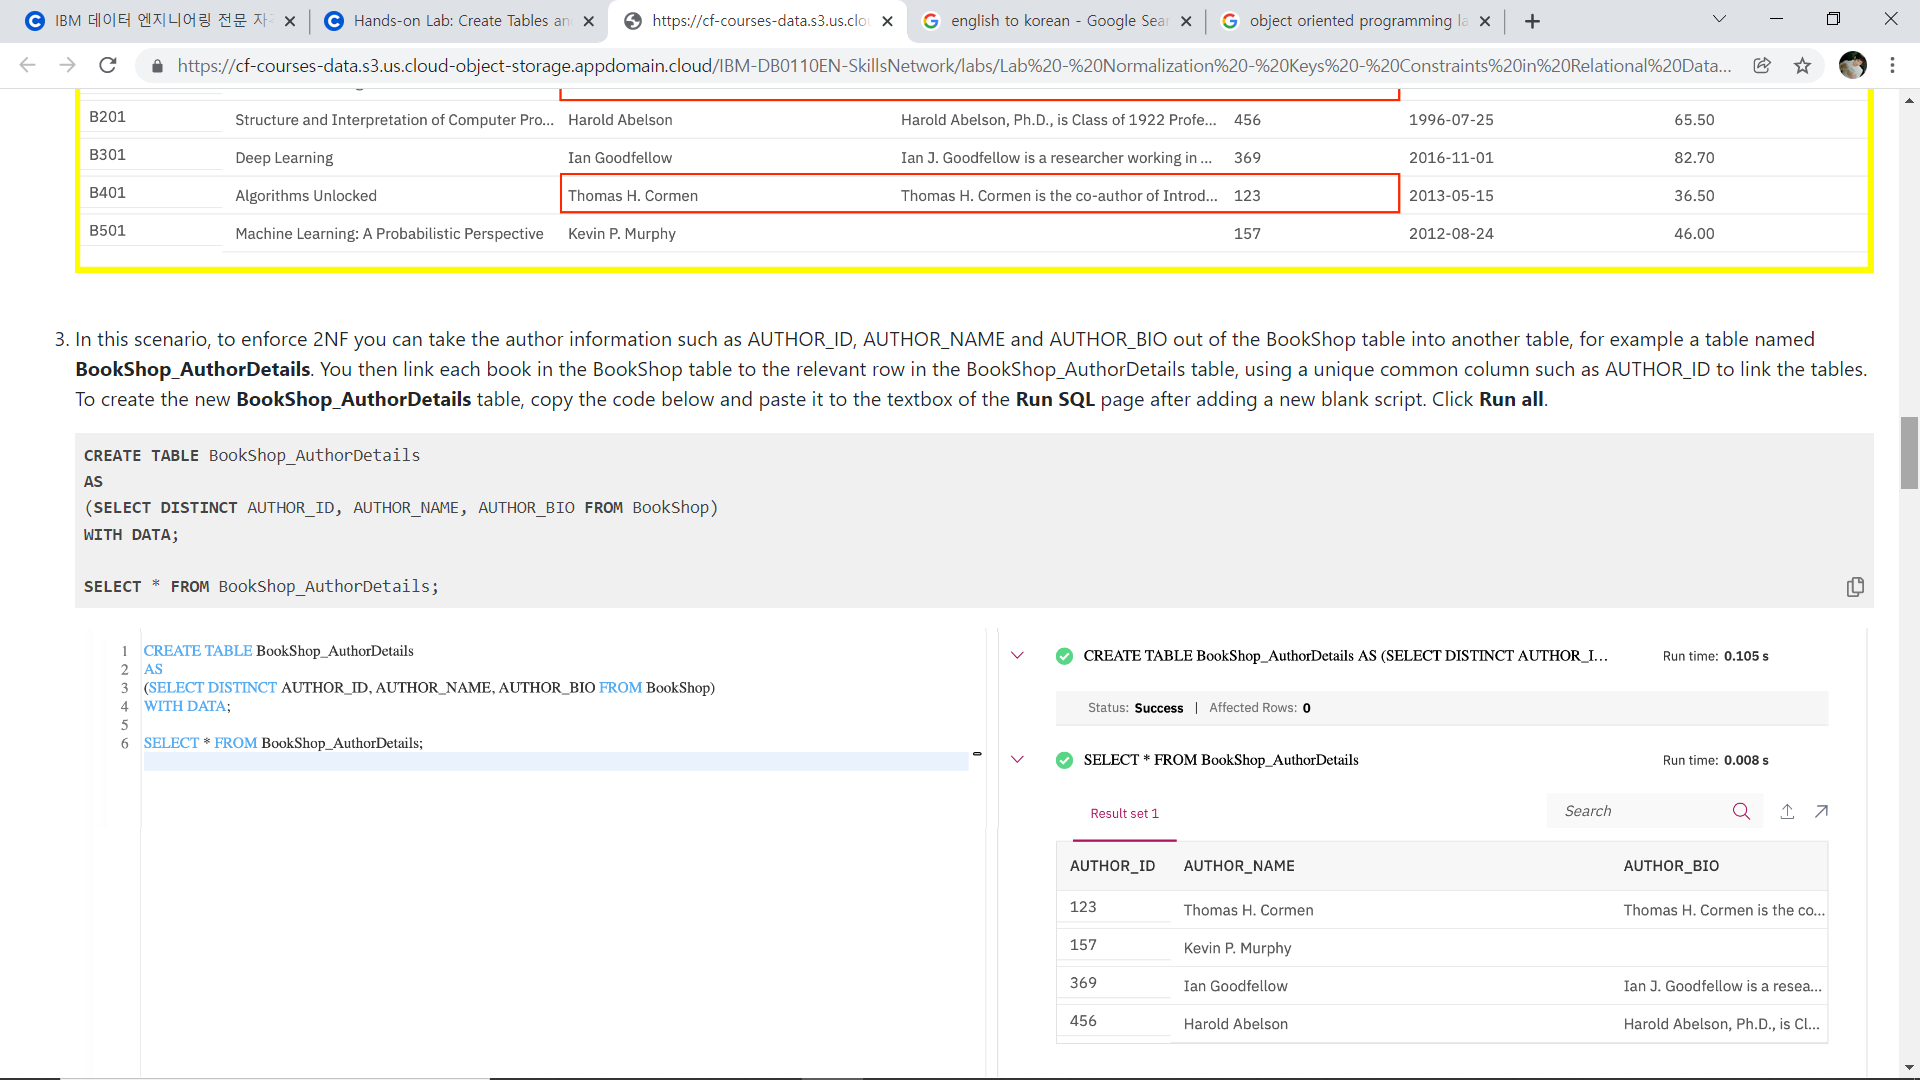 IBM 데이터 엔지니어링 전문 자격
Hands-on Lab: Create Tables an
https://cf-courses-data.s3.us.clou
english to korean - Google Sear
object oriented programming la
https://cf-courses-data.s3.us.cloud-object-storage.appdomain.cloud/IBM-DB0110EN-SkillsNetwork/labs/Lab%20-%20Normalization%20-%20Keys%20-%20Constraints%20in%20Relational%20Data...
B201 Structure and Interpretation of Computer Pro... Harold Abelson Harold Abelson, Ph.D., is Class of 1922 Profe... 456 1996-07-25 65.50
B301 Deep Learning Ian Goodfellow Ian J. Goodfellow is a researcher working in ... 369 2016-11-01 82.70
B401 Algorithms Unlocked Thomas H. Cormen Thomas H. Cormen is the co-author of Introd... 123 2013-05-15 36.50
B501 Machine Learning: A Probabilistic Perspective Kevin P. Murphy 157 2012-08-24 46.00
3. In this scenario, to enforce 2NF you can take the author information such as AUTHOR_ID, AUTHOR_NAME and AUTHOR_BIO out of the BookShop table into another table, for example a table named
BookShop_AuthorDetails. You then link each book in the BookShop table to the relevant row in the BookShop_AuthorDetails table, using a unique common column such as AUTHOR_ID to link the tables.
To create the new BookShop_AuthorDetails table, copy the code below and paste it to the textbox of the Run SQL page after adding a new blank script. Click Run all.
CREATE TABLE BookShop_AuthorDetails
AS
(SELECT DISTINCT AUTHOR_ID, AUTHOR_NAME, AUTHOR_BIO FROM BookShop)
WITH DATA;
SELECT * FROM BookShop_AuthorDetails;
1 CREATE TABLE BookShop_AuthorDetails
2 AS
3 (SELECT DISTINCT AUTHOR_ID, AUTHOR_NAME, AUTHOR_BIO FROM BookShop)
4 WITH DATA;
5
6 SELECT * FROM BookShop_AuthorDetails;
CREATE TABLE BookShop_AuthorDetails AS (SELECT DISTINCT AUTHOR_I... Run time: 0.105 s
Status: Success | Affected Rows: 0
SELECT * FROM BookShop_AuthorDetails Run time: 0.008 s
Result set 1 Search
AUTHOR_ID AUTHOR_NAME AUTHOR_BIO
123 Thomas H. Cormen Thomas H. Cormen is the co...
157 Kevin P. Murphy
369 Ian Goodfellow Ian J. Goodfellow is a resea...
456 Harold Abelson Harold Abelson, Ph.D., is Cl...